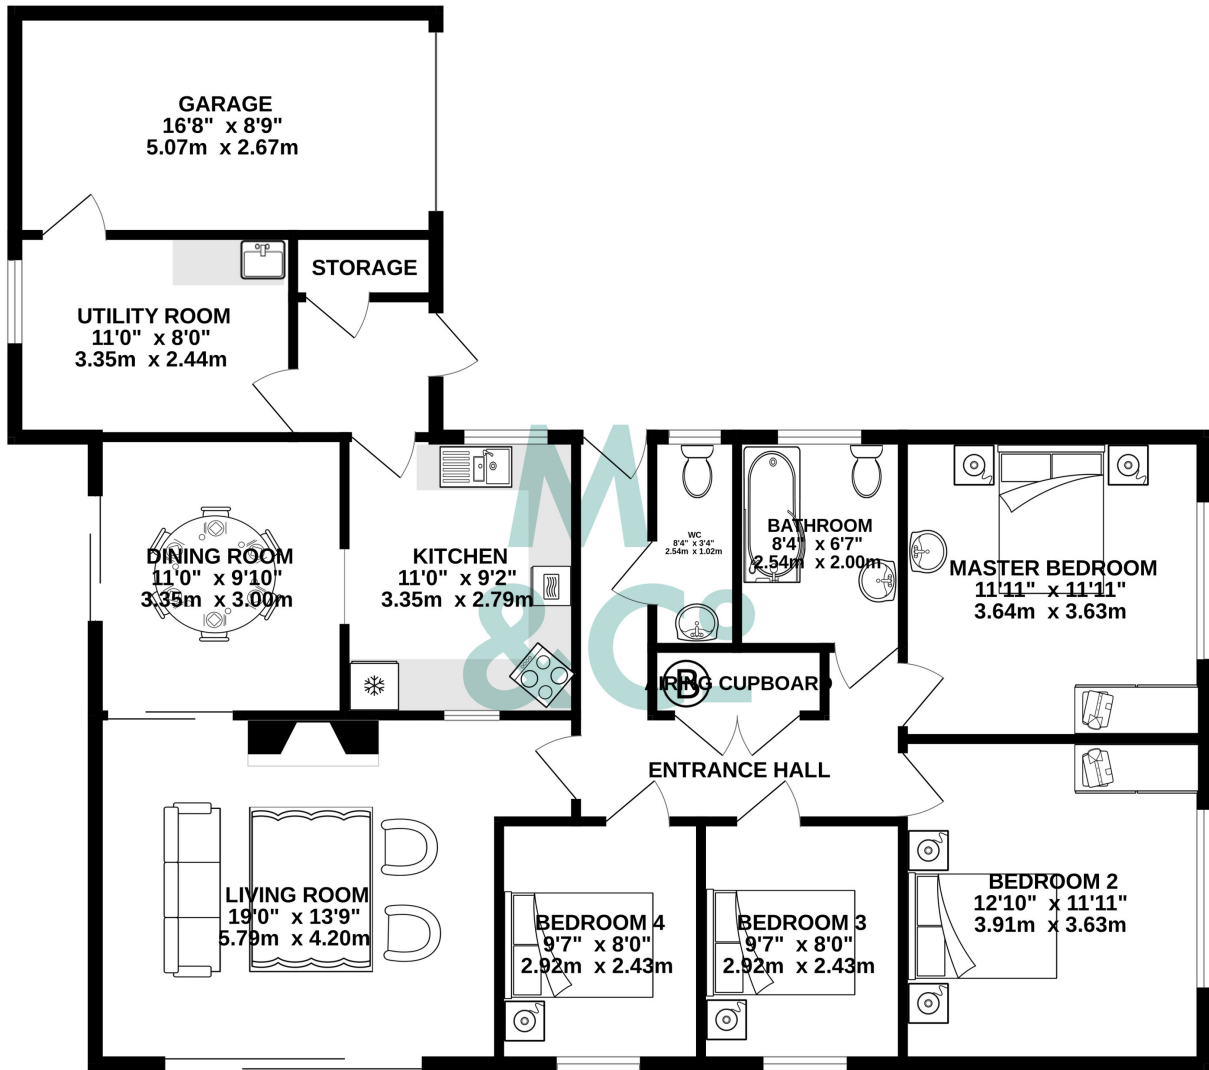 GARAGE
16'8" x 8'9"
5.07m x 2.67m
STORAGE
UTILITY ROOM
11'0" x 8'0"
3.35m x 2.44m
DINING ROOM
11'0" x 9'10"
3.35m x 3.00m
KITCHEN
11'0" x 9'2"
3.35m x 2.79m
M
&Co
WC
8'4" x 3'4"
2.54m x 1.02m
BATHROOM
8'4" x 6'7"
2.54m x 2.00m
MASTER BEDROOM
11'11" x 11'11"
3.64m x 3.63m
B
AIRING CUPBOARD
ENTRANCE HALL
LIVING ROOM
19'0" x 13'9"
5.79m x 4.20m
BEDROOM 4
9'7" x 8'0"
2.92m x 2.43m
BEDROOM 3
9'7" x 8'0"
2.92m x 2.43m
BEDROOM 2
12'10" x 11'11"
3.91m x 3.63m